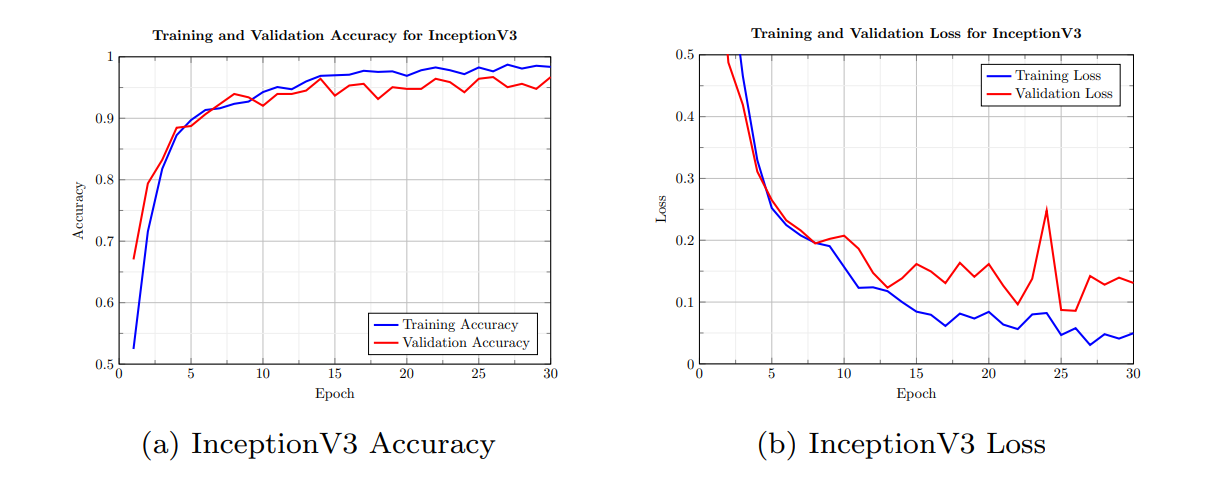 Training and Validation Accuracy for InceptionV3
1
0.9
0.8
0.7
0.6
0.5
Accuracy
Training Accuracy
Validation Accuracy
0 5 10 15 20 25 30
Epoch
(a) InceptionV3 Accuracy
Training and Validation Loss for InceptionV3
0.5
0.4
0.3
0.2
0.1
0
Loss
Training Loss
Validation Loss
0 5 10 15 20 25 30
Epoch
(b) InceptionV3 Loss